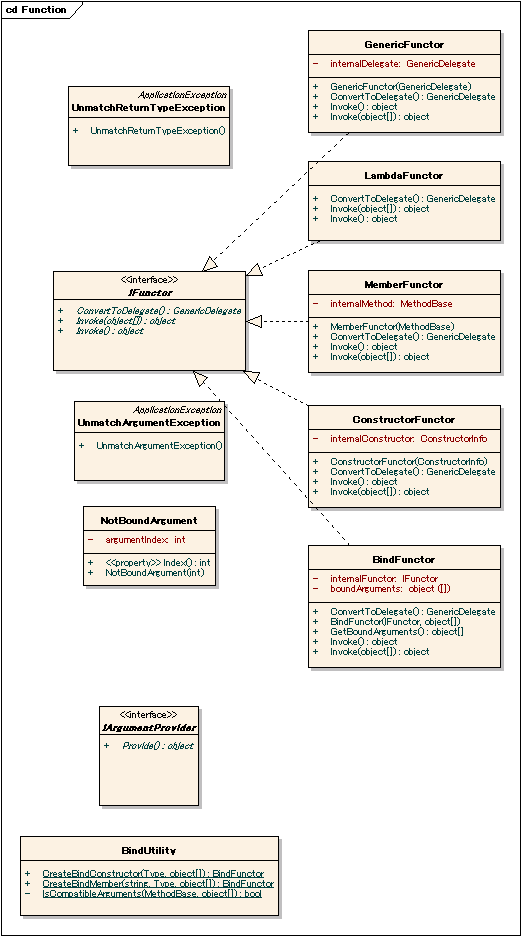 cd Function
GenericFunctor
- internalDelegate: GenericDelegate
+ GenericFunctor(GenericDelegate)
+ ConvertToDelegate() : GenericDelegate
+ Invoke() : object
+ Invoke(object[]) : object
ApplicationException
UnmatchReturnTypeException
+ UnmatchReturnTypeException()
LambdaFunctor
+ ConvertToDelegate() : GenericDelegate
+ Invoke(object[]) : object
+ Invoke() : object
<<interface>>
IFunctor
+ ConvertToDelegate() : GenericDelegate
+ Invoke(object[]) : object
+ Invoke() : object
MemberFunctor
- internalMethod: MethodBase
+ MemberFunctor(MethodBase)
+ ConvertToDelegate() : GenericDelegate
+ Invoke() : object
+ Invoke(object[]) : object
ApplicationException
UnmatchArgumentException
+ UnmatchArgumentException()
ConstructorFunctor
- internalConstructor: ConstructorInfo
+ ConstructorFunctor(ConstructorInfo)
+ ConvertToDelegate() : GenericDelegate
+ Invoke() : object
+ Invoke(object[]) : object
NotBoundArgument
- argumentIndex: int
+ <<property>> Index() : int
+ NotBoundArgument(int)
BindFunctor
- internalFunctor: IFunctor
- boundArguments: object ([])
+ ConvertToDelegate() : GenericDelegate
+ BindFunctor(IFunctor, object[])
+ GetBoundArguments() : object[]
+ Invoke() : object
+ Invoke(object[]) : object
<<interface>>
IArgumentProvider
+ Provide() : object
BindUtility
+ CreateBindConstructor(Type, object[]) : BindFunctor
+ CreateBindMember(string, Type, object[]) : BindFunctor
- IsCompatibleArguments(MethodBase, object[]) : bool